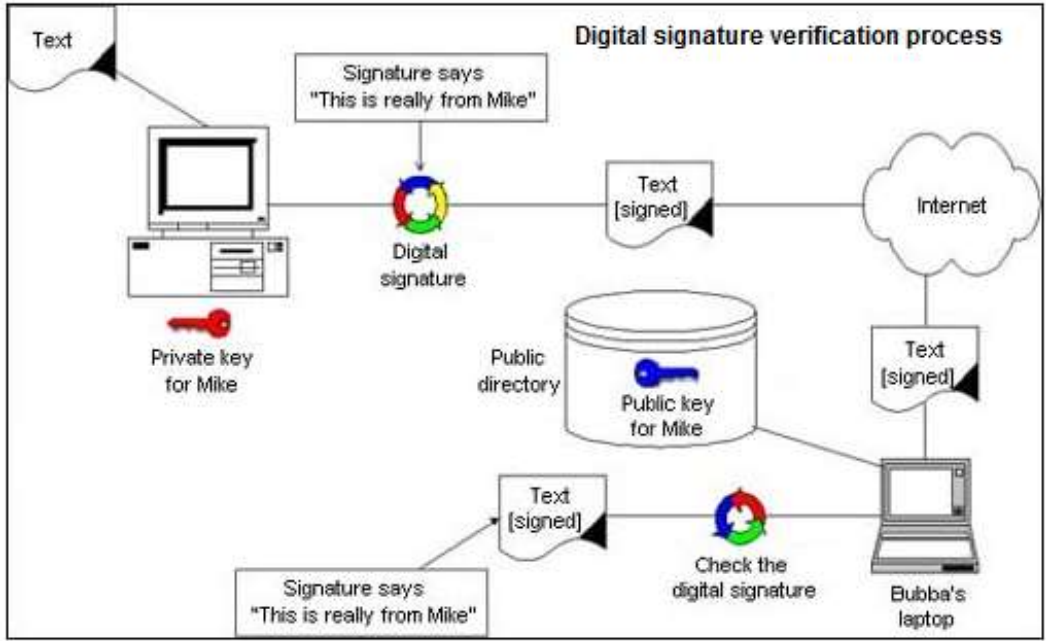 Text
Digital signature verification process
Signature says
"This is really from Mike"
Text
[signed]
Internet
Digital
signature
Private key
for Mike
Public
directory
Public key
for Mike
Text
[signed]
Text
[signed]
Check the
digital signature
Bubba's
laptop
Signature says
"This is really from Mike"